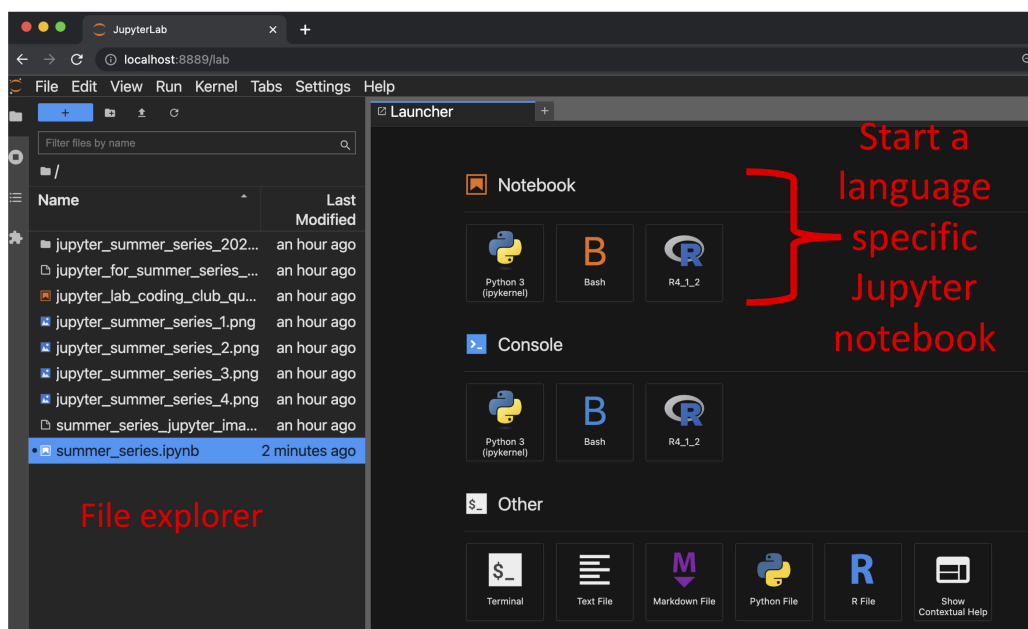 JupyterLab
localhost:8889/lab
File Edit View Run Kernel Tabs Settings Help
Filter files by name
/
Name
Last
Modified
jupyter_summer_series_202... an hour ago
jupyter_for_summer_series_... an hour ago
jupyter_lab_coding_club_qu... an hour ago
jupyter_summer_series_1.png an hour ago
jupyter_summer_series_2.png an hour ago
jupyter_summer_series_3.png an hour ago
jupyter_summer_series_4.png an hour ago
summer_series_jupyter_ima... an hour ago
summer_series.ipynb 2 minutes ago
File explorer
Launcher
Notebook
Python 3
(ipykernel)
B
Bash
R
R4_1_2
Start a
language
specific
Jupyter
notebook
Console
Python 3
(ipykernel)
B
Bash
R
R4_1_2
$_ Other
$_
Terminal
Text File
M
Markdown File
Python File
R
R File
Show
Contextual Help